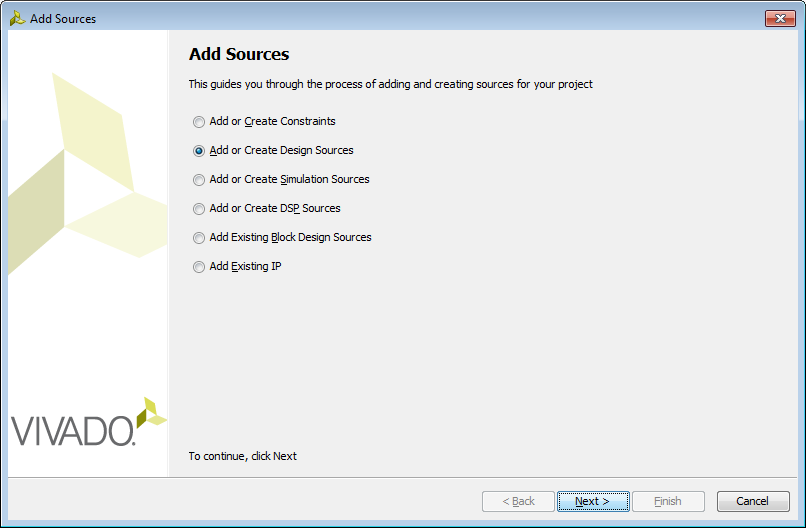 Add Sources
Add Sources
This guides you through the process of adding and creating sources for your project
Add or Create Constraints
Add or Create Design Sources
Add or Create Simulation Sources
Add or Create DSP Sources
Add Existing Block Design Sources
Add Existing IP
VIVADO.
To continue, click Next
< Back
Next >
Finish
Cancel